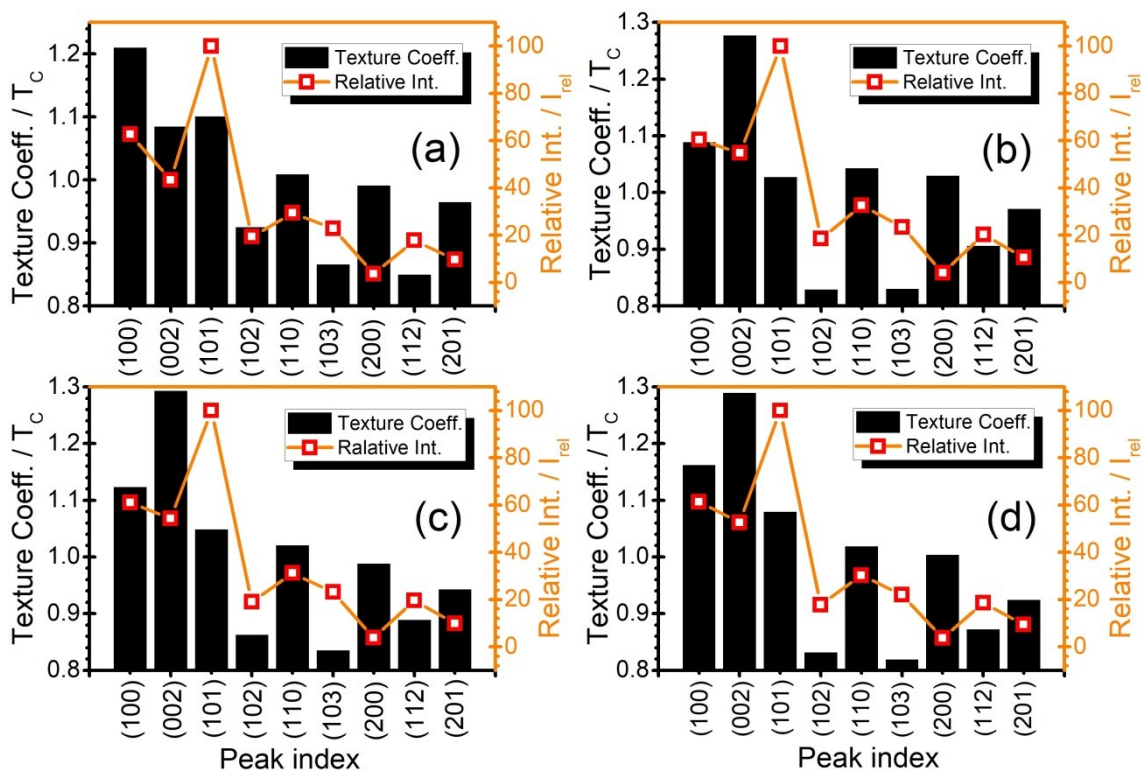 1.2
1.1
1.0
0.9
0.8
Texture Coeff. / T_C
Texture Coeff.
Relative Int.
(a)
100
80
60
40
20
0
Relative Int. / I_rel
(100) (002) (101) (102) (110) (103) (200) (112) (201)
1.3
1.2
1.1
1.0
0.9
0.8
Texture Coeff. / T_C
Texture Coeff.
Relative Int.
(b)
100
80
60
40
20
0
Relative Int. / I_rel
(100) (002) (101) (102) (110) (103) (200) (112) (201)
1.3
1.2
1.1
1.0
0.9
0.8
Texture Coeff. / T_C
Texture Coeff.
Ralative Int.
(c)
100
80
60
40
20
0
Relative Int. / I_rel
(100) (002) (101) (102) (110) (103) (200) (112) (201)
Peak index
1.3
1.2
1.1
1.0
0.9
0.8
Texture Coeff. / T_C
Texture Coeff.
Relative Int.
(d)
100
80
60
40
20
0
Relative Int. / I_rel
(100) (002) (101) (102) (110) (103) (200) (112) (201)
Peak index